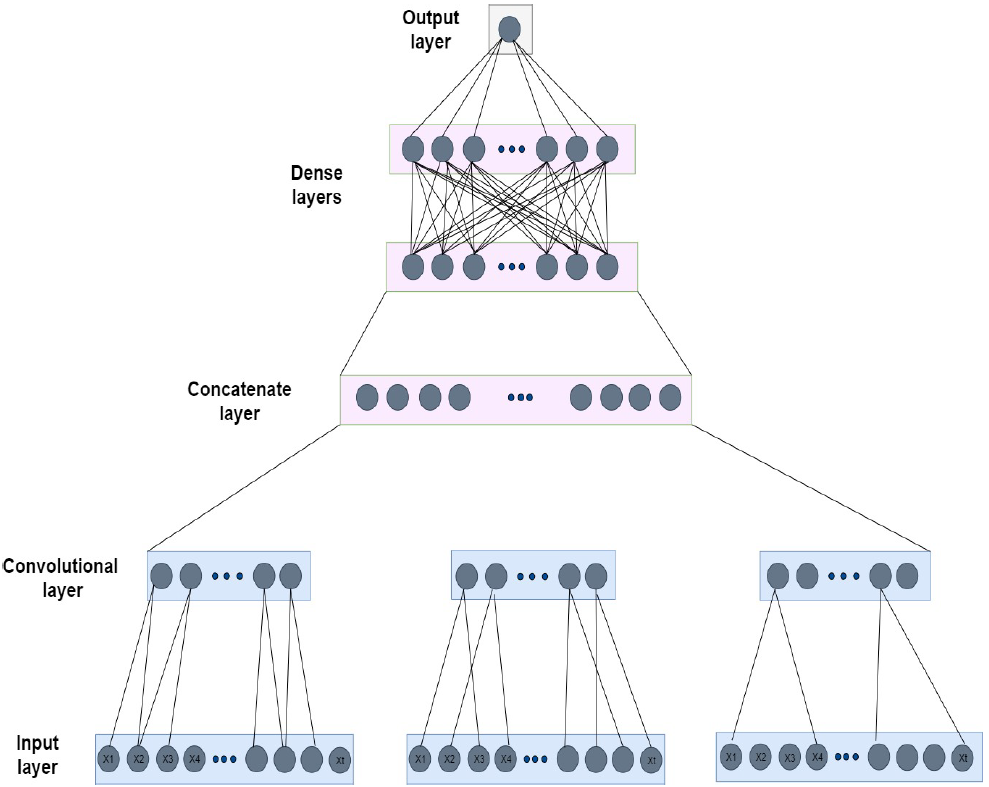 Output
layer
Dense
layers
Concatenate
layer
Convolutional
layer
Input
layer
X1 X2 X3 X4 Xt
X1 X2 X3 X4 Xt
X1 X2 X3 X4 Xt